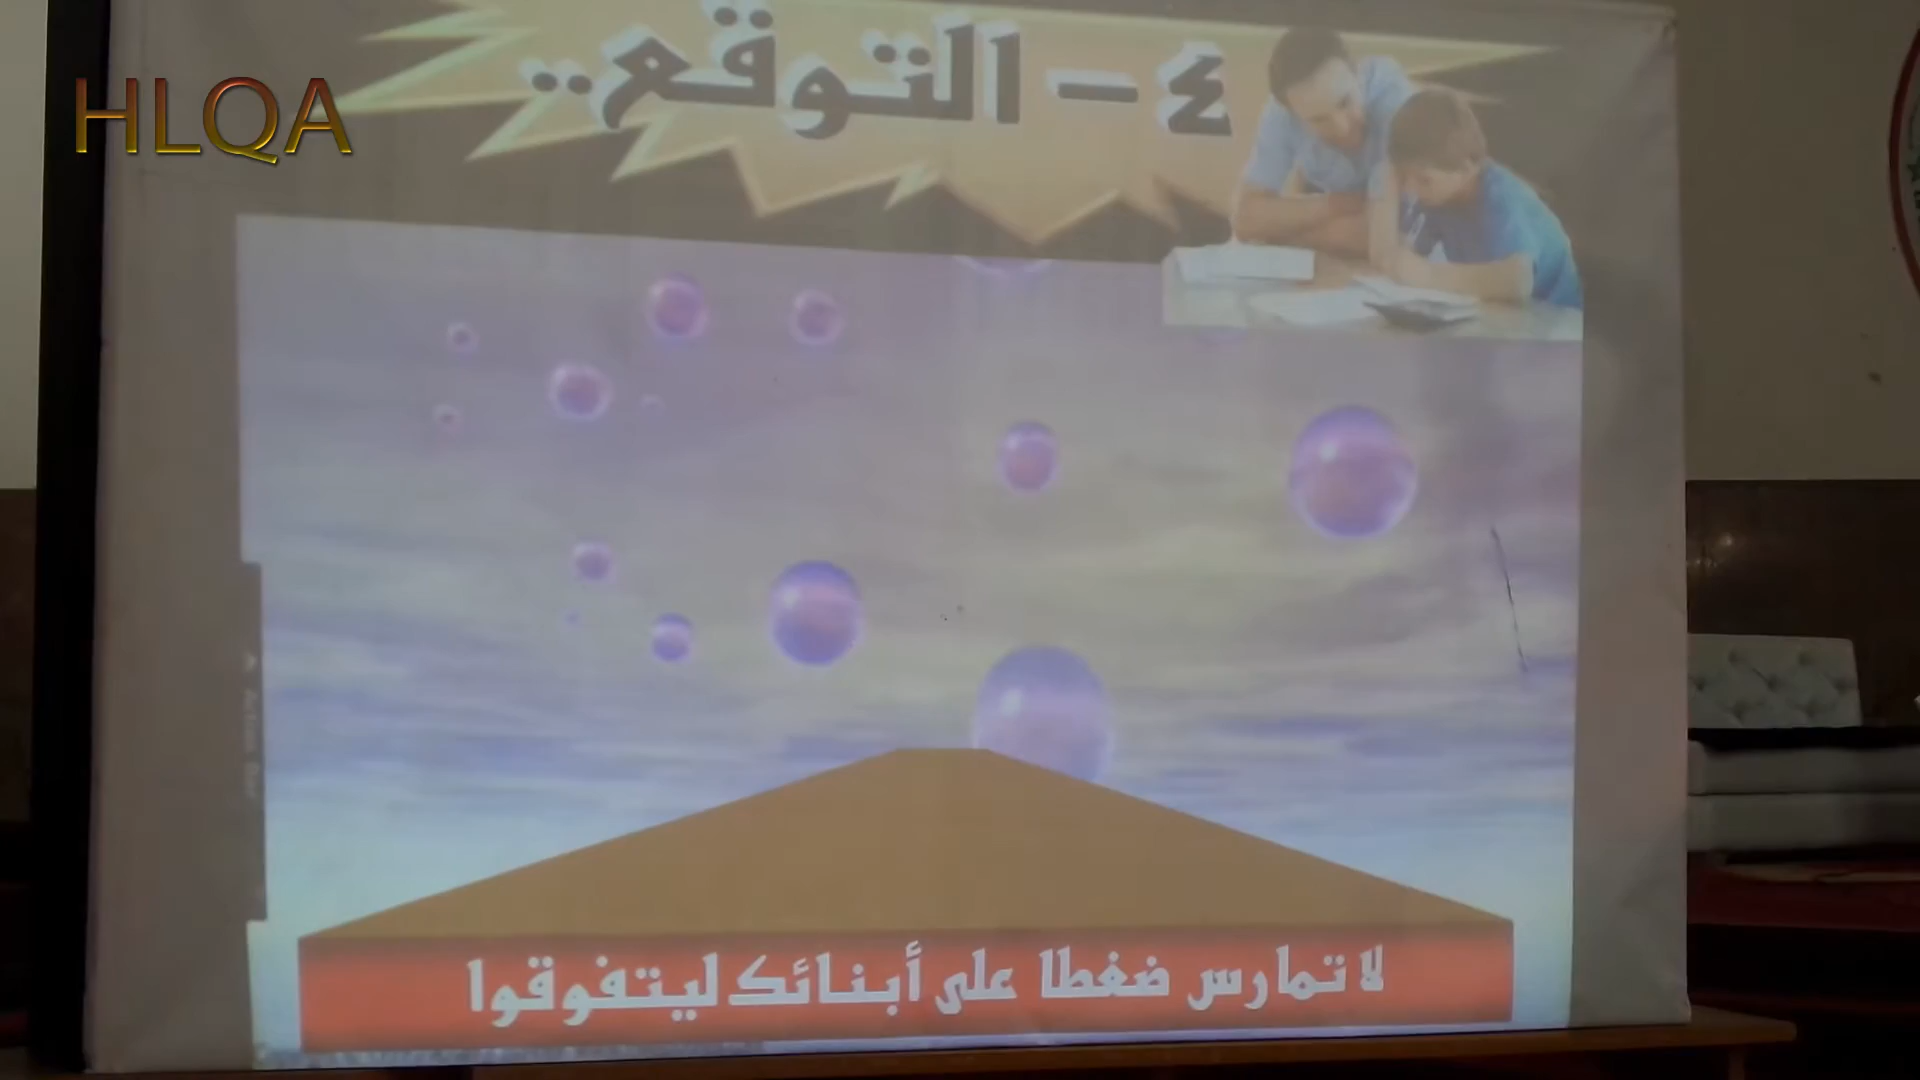 HLQA
٤ - التوقع..
لا تمارس ضغطا على أبنائك ليتفوقوا